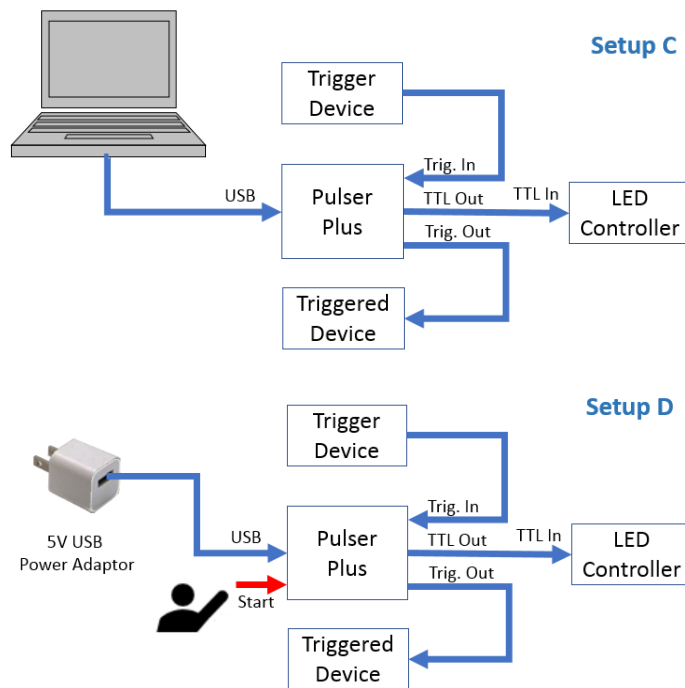 Setup C
Trigger
Device
Trig. In
USB
Pulser
Plus
TTL Out
TTL In
LED
Controller
Trig. Out
Triggered
Device
Setup D
Trigger
Device
Trig. In
5V USB
Power Adaptor
USB
Pulser
Plus
TTL Out
TTL In
LED
Controller
Trig. Out
Start
Triggered
Device